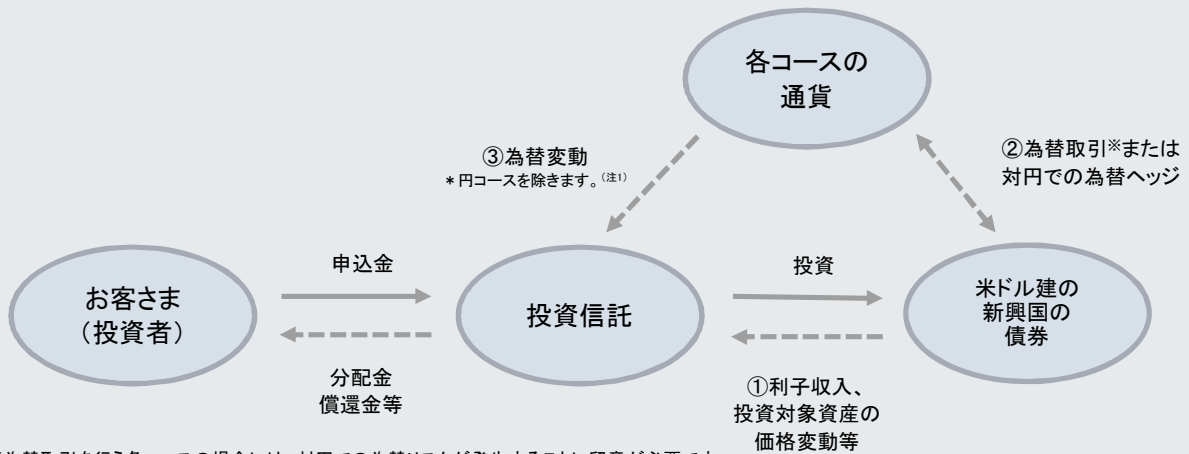 各コースの
通貨
③為替変動
＊円コースを除きます。(注1)
②為替取引※または
対円での為替ヘッジ
お客さま
（投資者）
申込金
分配金
償還金等
投資信託
投資
①利子収入、
投資対象資産の
価格変動等
米ドル建の
新興国の
債券